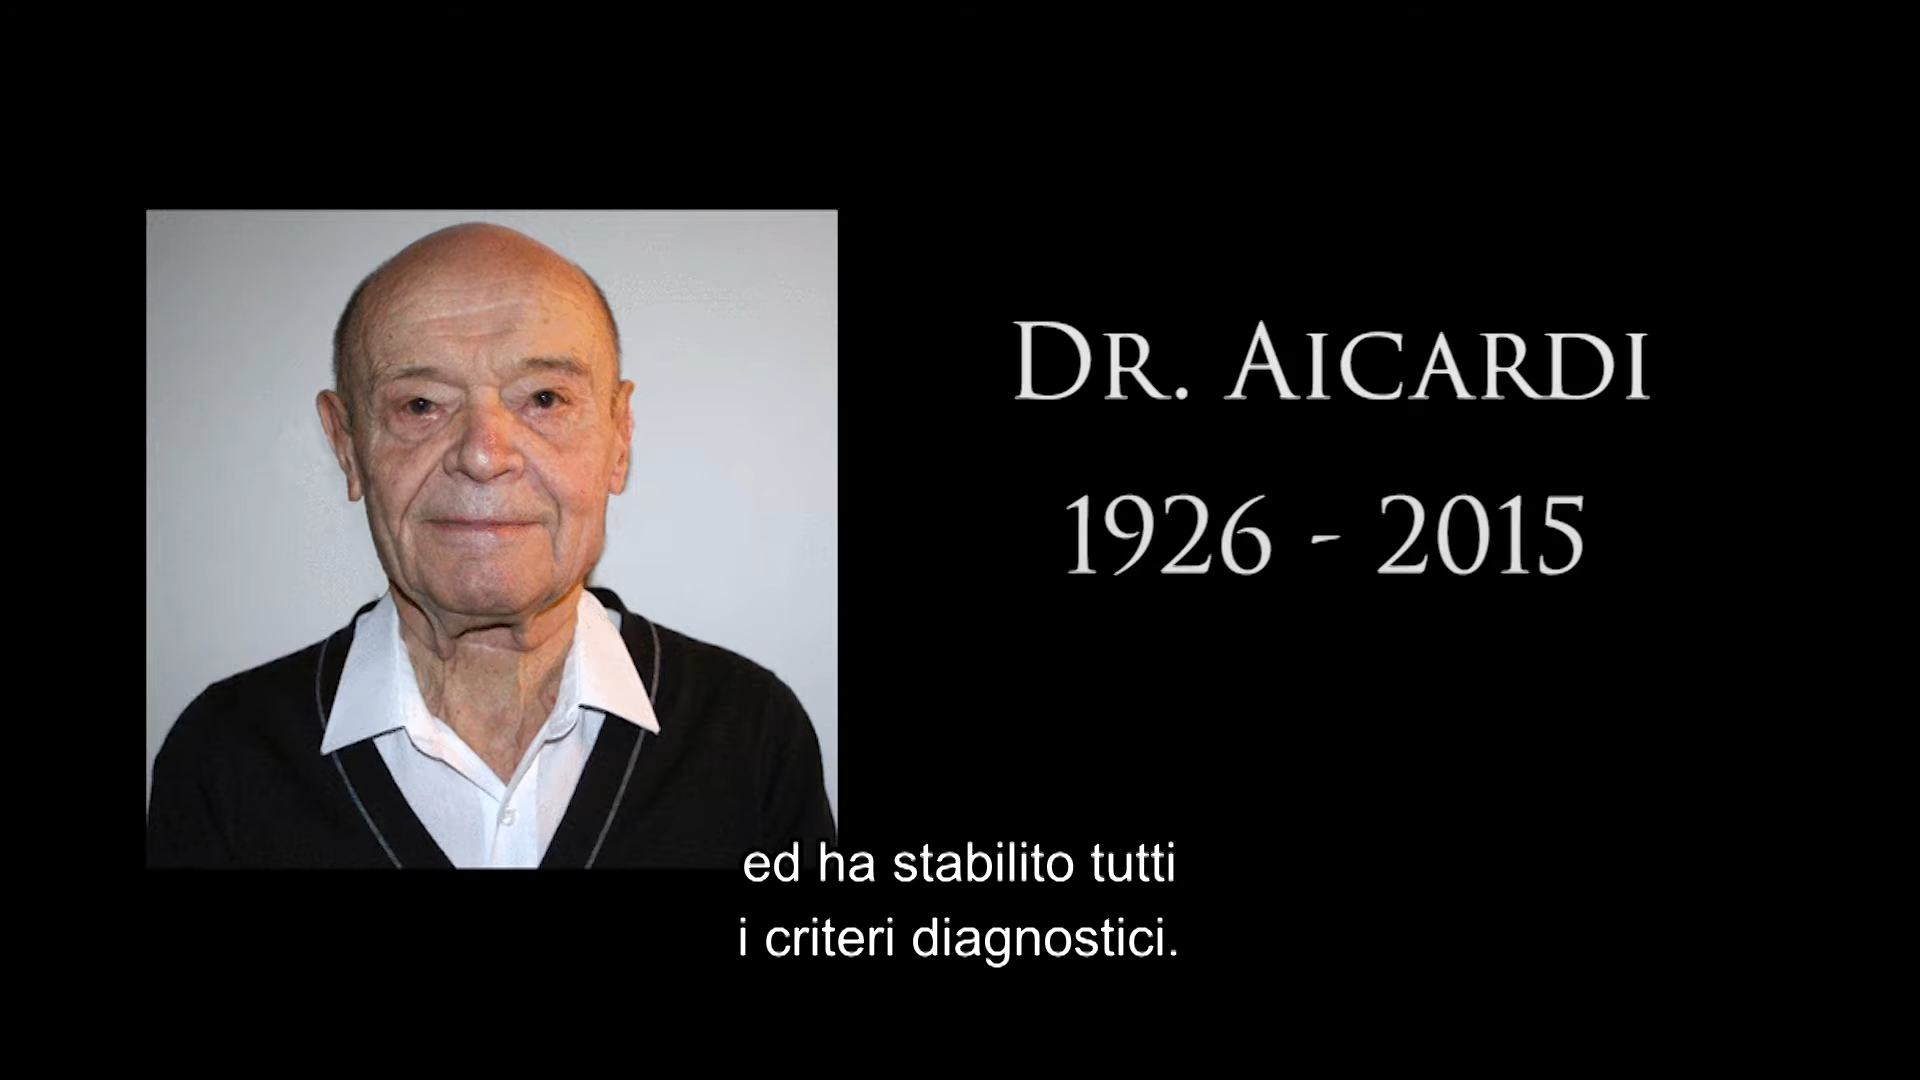 Dr. Aicardi
1926 - 2015
ed ha stabilito tutti
i criteri diagnostici.